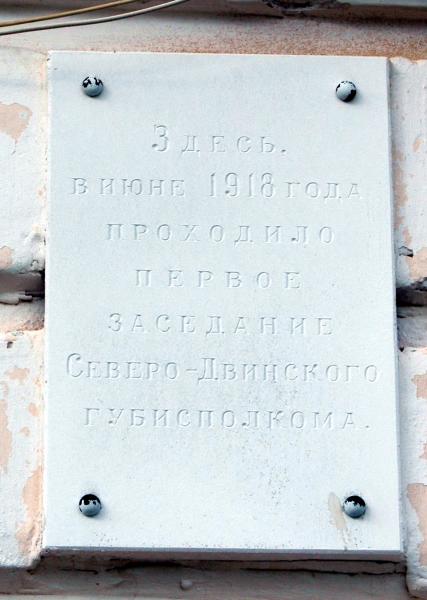 Здесь.
в июне 1918 года
проходило
первое
заседание
Северо-Двинского
губисполкома.